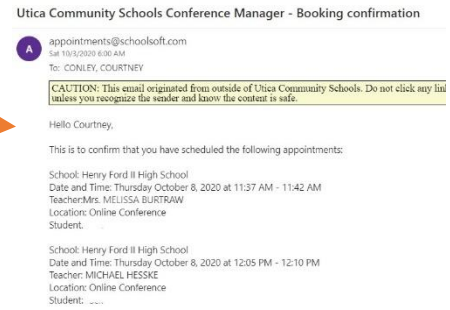 Utica Community Schools Conference Manager - Booking confirmation
A
appointments@schoolsoft.com
Sat 10/3/2020 8:00 AM
To: CONLEY, COURTNEY
CAUTION: This email originated from outside of Utica Community Schools. Do not click any
unless you recognize the sender and know the content is safe.
Hello Courtney,
This is to confirm that you have scheduled the following appointments:
School: Henry Ford II High School
Date and Time: Thursday October 8, 2020 at 11:37 AM - 11:42 AM
Teacher:Mrs. MELISSA BURTRAW
Location: Online Conference
Student.
School: Henry Ford II High School
Date and Time: Thursday October 8, 2020 at 12:05 PM - 12:10 PM
Teacher: MICHAEL HESSKE
Location: Online Conference
Student: